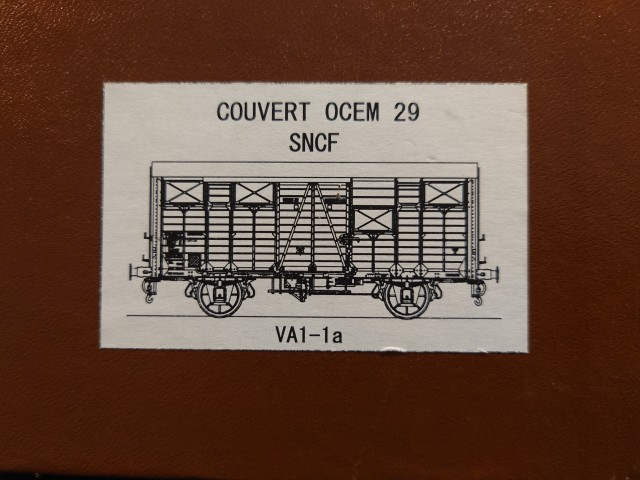 COUVERT OCEM 29
SNCF
VA1-1a